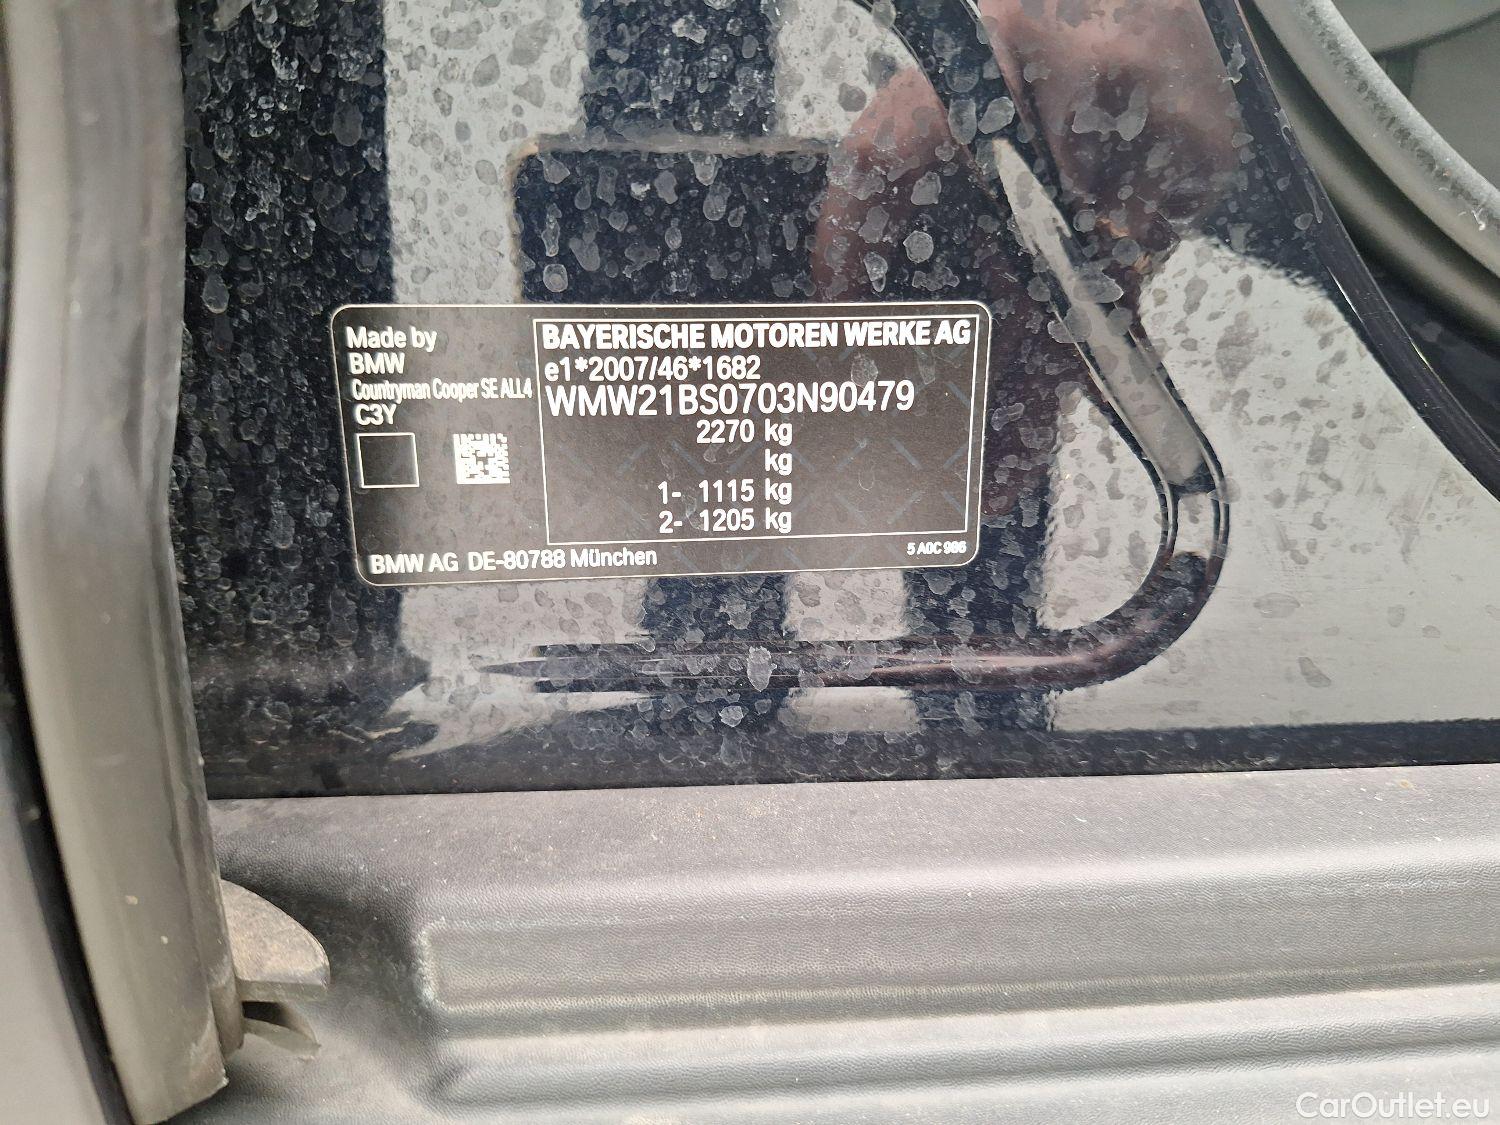 Made by
BMW
Countryman Cooper SE ALL4
C3Y
BAYERISCHE MOTOREN WERKE AG
e1*2007/46*1682
WMW21BS0703N90479
2270 kg
kg
1- 1115 kg
2- 1205 kg
BMW AG DE-80788 München
5 A0C 986
CarOutlet.eu